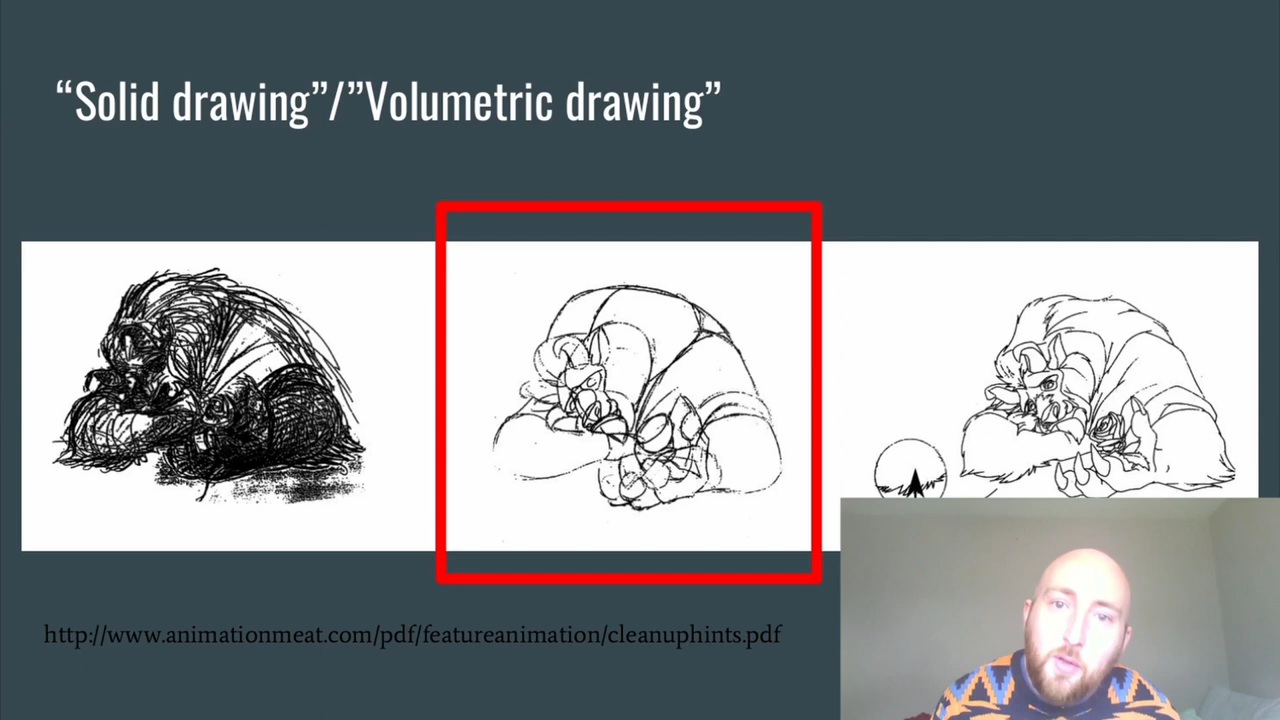 “Solid drawing”/”Volumetric drawing”
http://www.animationmeat.com/pdf/featureanimation/cleanuphints.pdf